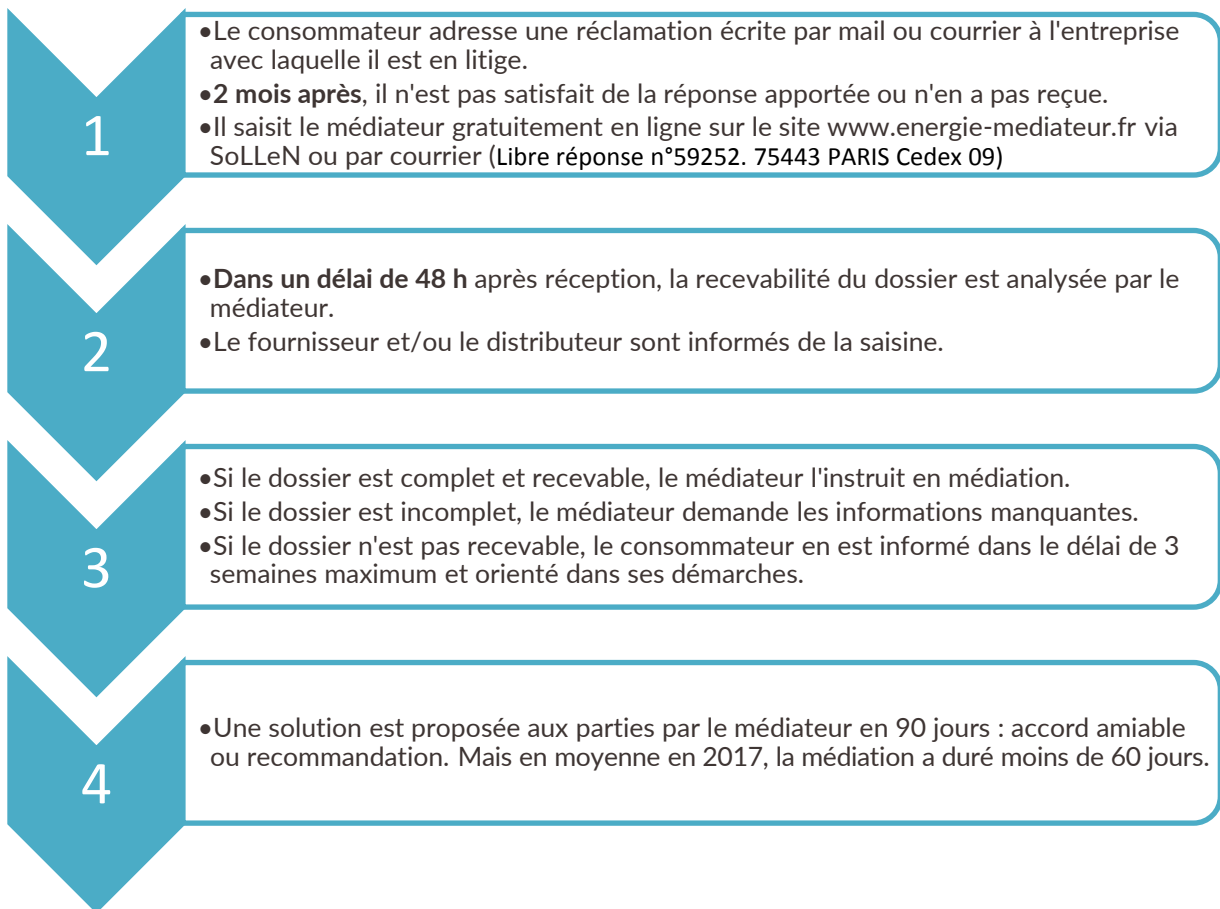 1
•Le consommateur adresse une réclamation écrite par mail ou courrier à l'entreprise
avec laquelle il est en litige.
•2 mois après, il n'est pas satisfait de la réponse apportée ou n'en a pas reçue.
•Il saisit le médiateur gratuitement en ligne sur le site www.energie-mediateur.fr via
SoLLeN ou par courrier (Libre réponse n°59252. 75443 PARIS Cedex 09)
2
•Dans un délai de 48 h après réception, la recevabilité du dossier est analysée par le
médiateur.
•Le fournisseur et/ou le distributeur sont informés de la saisine.
3
•Si le dossier est complet et recevable, le médiateur l'instruit en médiation.
•Si le dossier est incomplet, le médiateur demande les informations manquantes.
•Si le dossier n'est pas recevable, le consommateur en est informé dans le délai de 3
semaines maximum et orienté dans ses démarches.
4
•Une solution est proposée aux parties par le médiateur en 90 jours : accord amiable
ou recommandation. Mais en moyenne en 2017, la médiation a duré moins de 60 jours.